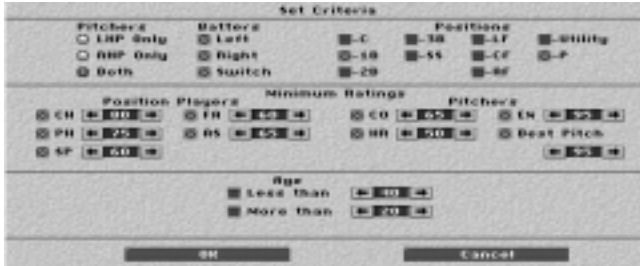 Set Criteria
Pitchers Batters Positions
LHP Only Left -C -3B -LF -Utility
RHP Only Right -1B -SS -CF -P
Both Switch -2B -RF
Minimum Ratings
Position Players Pitchers
CH 80 FA 60 CO 65 EN 95
PH 75 AS 65 HR 50 Best Pitch
SP 60 95
Age
Less than
More than 20
OK Cancel